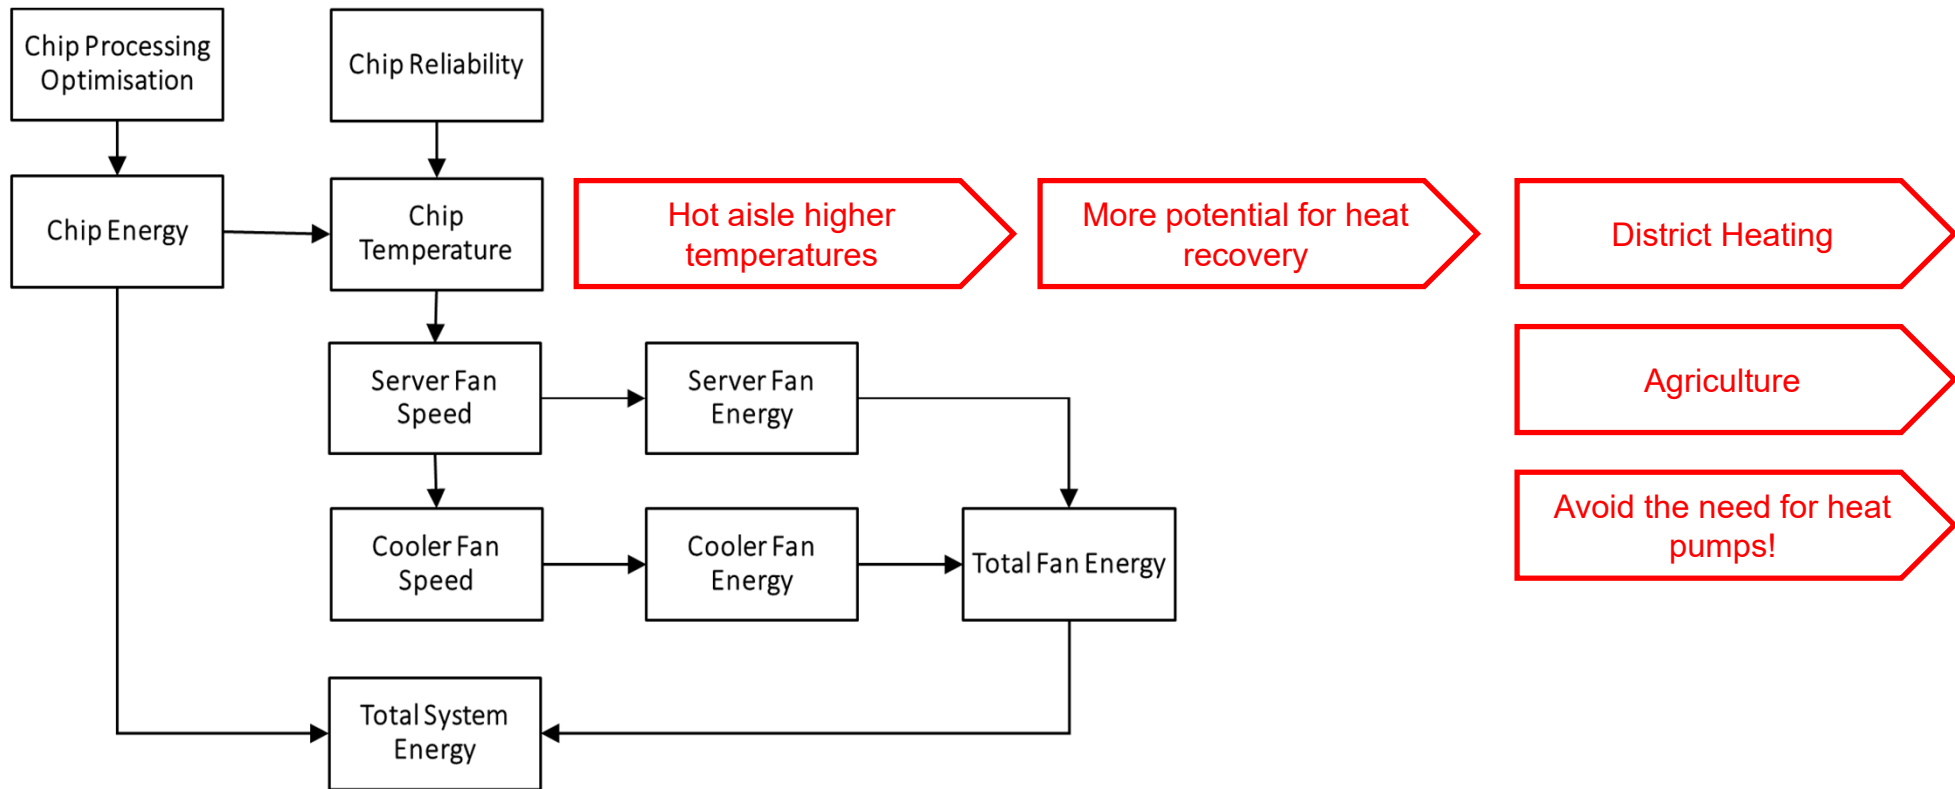 Chip Processing
Optimisation
Chip Reliability
Chip Energy
Chip
Temperature
Hot aisle higher
temperatures
More potential for heat
recovery
District Heating
Server Fan
Speed
Server Fan
Energy
Agriculture
Cooler Fan
Speed
Cooler Fan
Energy
Total Fan Energy
Avoid the need for heat
pumps!
Total System
Energy